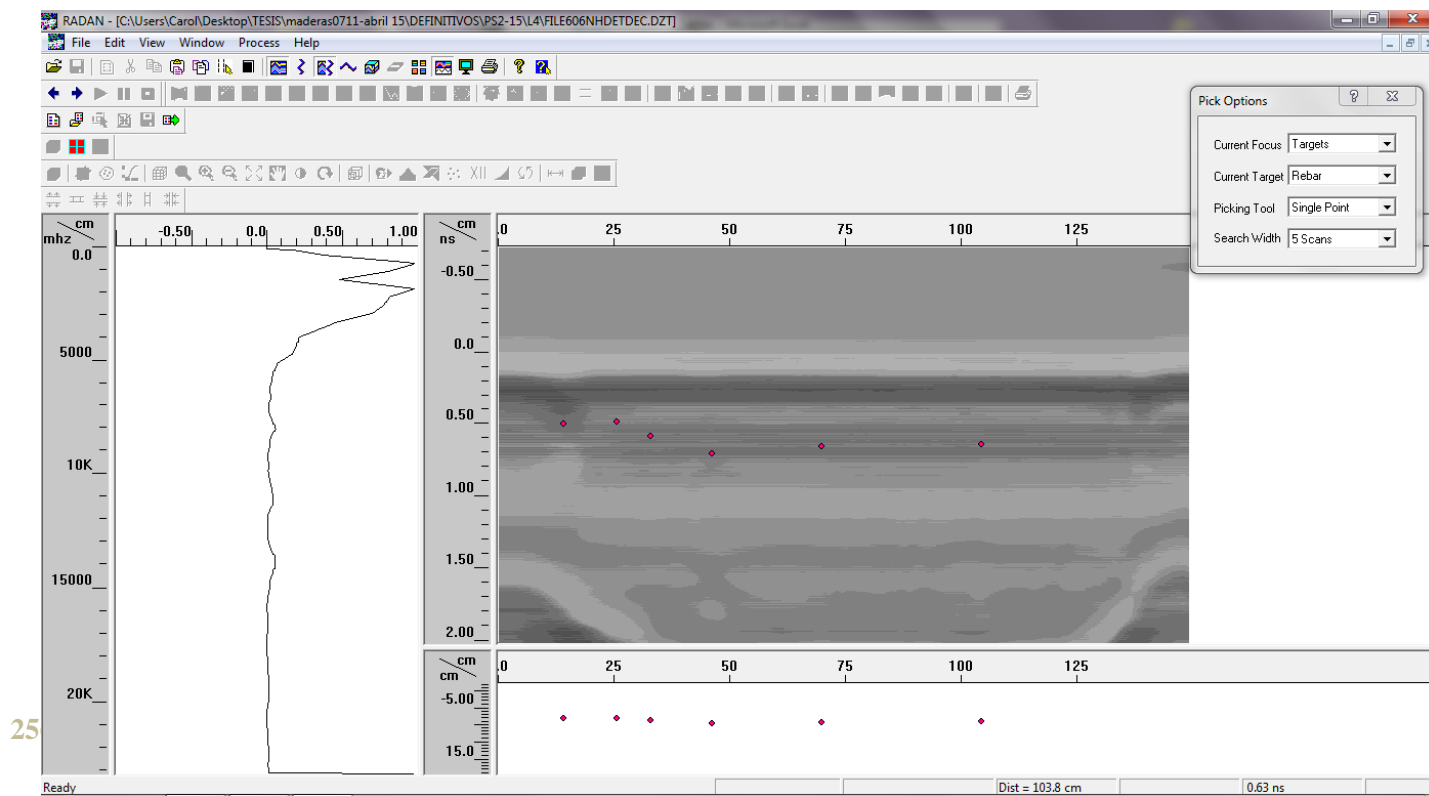 RADAN - [C:\Users\Carol\Desktop\TESIS\maderas0711-abril 15\DEFINITIVOS\PS2-15\L4\FILE606NHDETDEC.DZT]
File Edit View Window Process Help
Pick Options
Current Focus Targets
Current Target Rebar
Picking Tool Single Point
Search Width 5 Scans
cm
mhz
-0.50 0.0 0.50 1.00
0.0
5000
10K
15000
20K
cm
ns
.0 25 50 75 100 125
-0.50
0.0
0.50
1.00
1.50
2.00
cm
cm
.0 25 50 75 100 125
-5.00
15.0
25
Ready Dist = 103.8 cm 0.63 ns